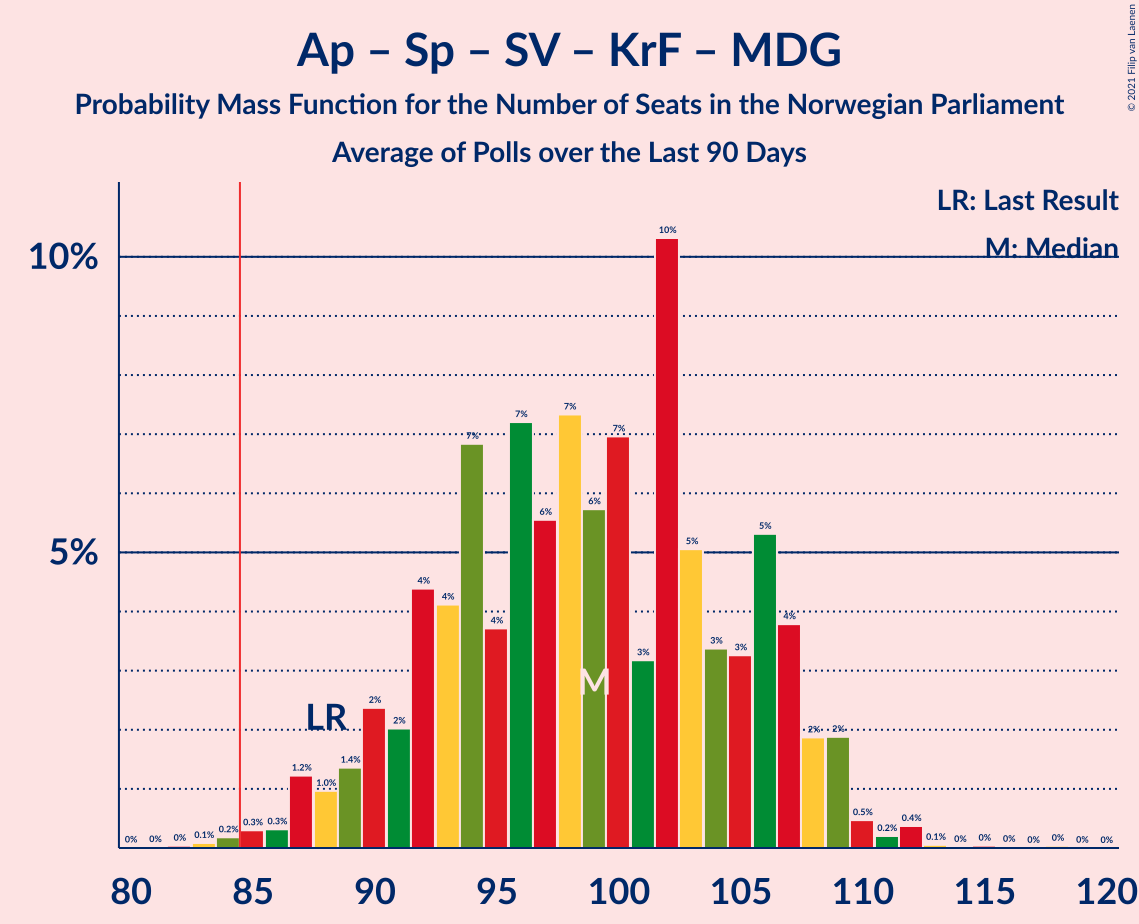 Ap – Sp – SV – KrF – MDG
Probability Mass Function for the Number of Seats in the Norwegian Parliament
Average of Polls over the Last 90 Days
© 2021 Filip van Laenen
LR: Last Result
M: Median
10%
5%
0% 0% 0% 0.1% 0.2% 0.3% 0.3% 1.2% 1.0% 1.4% 2% 2% 4% 4% 7% 4% 7% 6% 7% 6% 7% 3% 10% 5% 3% 3% 5% 4% 2% 2% 0.5% 0.2% 0.4% 0.1% 0% 0% 0% 0% 0% 0% 0%
LR
M
80 85 90 95 100 105 110 115 120